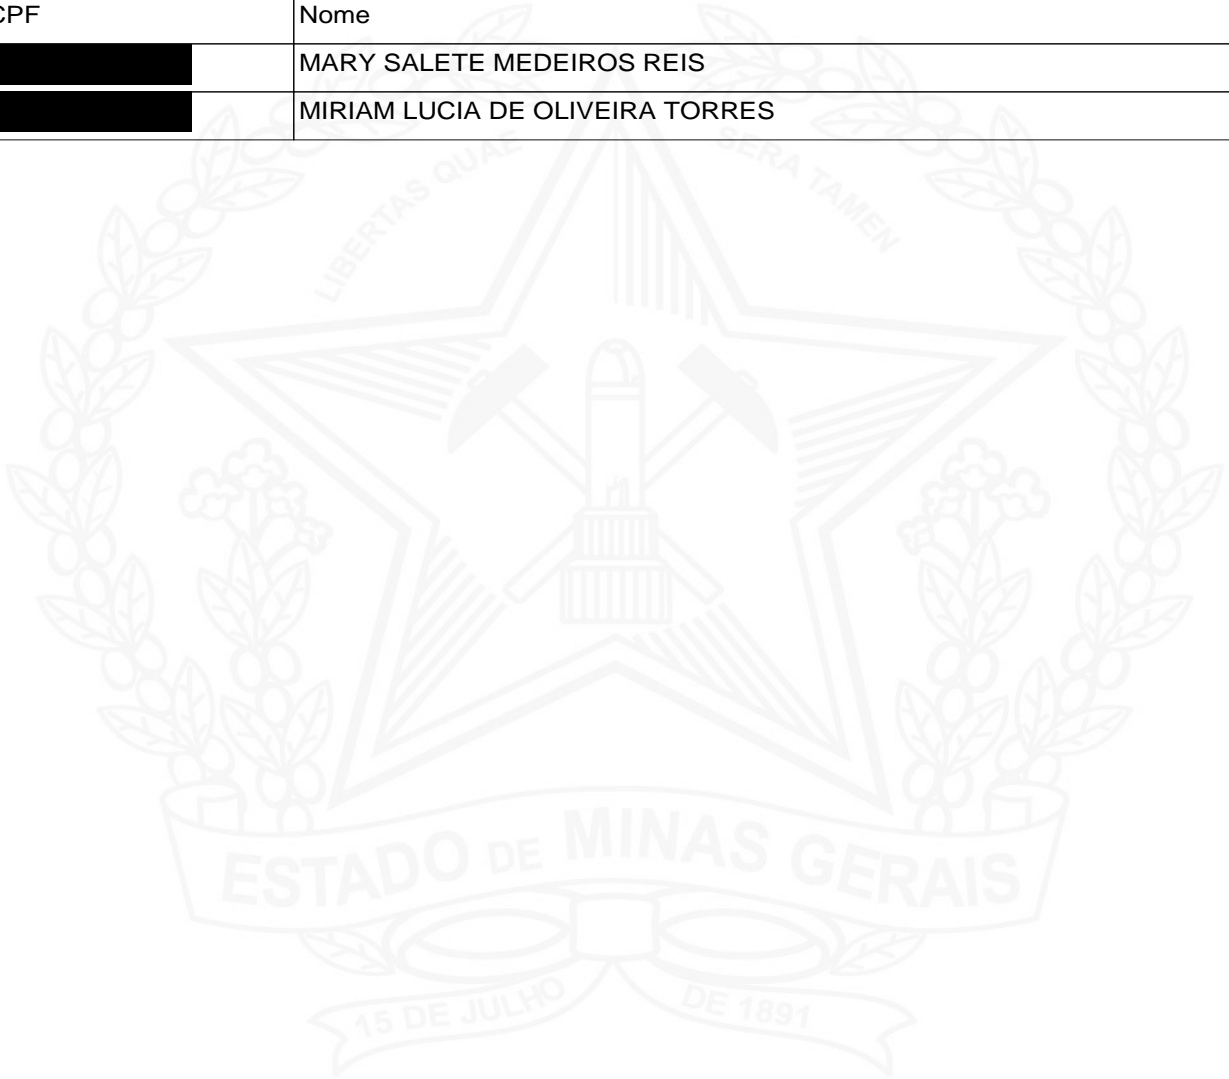 CPF Nome
MARY SALETE MEDEIROS REIS
MIRIAM LUCIA DE OLIVEIRA TORRES
LIBERTAS QUAE SERA TAMEN
ESTADO DE MINAS GERAIS
15 DE JULHO DE 1891